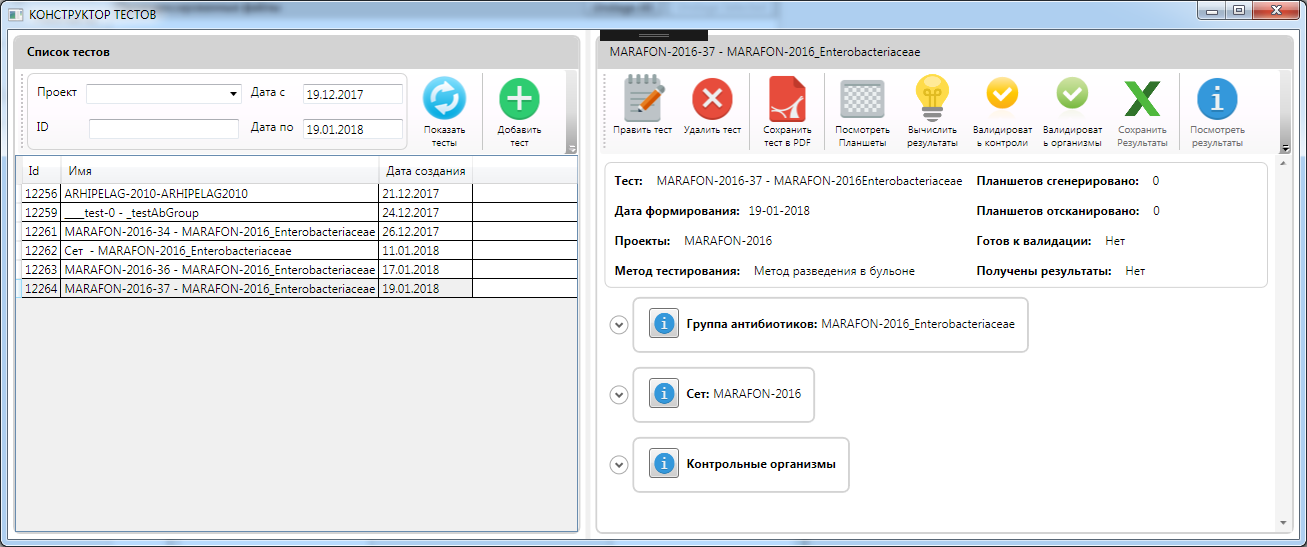 КОНСТРУКТОР ТЕСТОВ
Список тестов
Проект
Дата с 19.12.2017
ID
Дата по 19.01.2018
Показать
тесты
Добавить
тест
Id Имя Дата создания
12256 ARHIPELAG-2010-ARHIPELAG2010 21.12.2017
12259 ____test-0 - _testAbGroup 24.12.2017
12261 MARAFON-2016-34 - MARAFON-2016_Enterobacteriaceae 26.12.2017
12262 Сет - MARAFON-2016_Enterobacteriaceae 11.01.2018
12263 MARAFON-2016-36 - MARAFON-2016_Enterobacteriaceae 17.01.2018
12264 MARAFON-2016-37 - MARAFON-2016_Enterobacteriaceae 19.01.2018
MARAFON-2016-37 - MARAFON-2016_Enterobacteriaceae
Править тест
Удалить тест
Сохранить
тест в PDF
Посмотреть
Планшеты
Вычислить
результаты
Валидироват
ь контроли
Валидироват
ь организмы
Сохранить
Результаты
Посмотреть
результаты
Тест: MARAFON-2016-37 - MARAFON-2016Enterobacteriaceae
Планшетов сгенерировано: 0
Дата формирования: 19-01-2018
Планшетов отсканировано: 0
Проекты: MARAFON-2016
Готов к валидации: Нет
Метод тестирования: Метод разведения в бульоне
Получены результаты: Нет
Группа антибиотиков: MARAFON-2016_Enterobacteriaceae
Сет: MARAFON-2016
Контрольные организмы